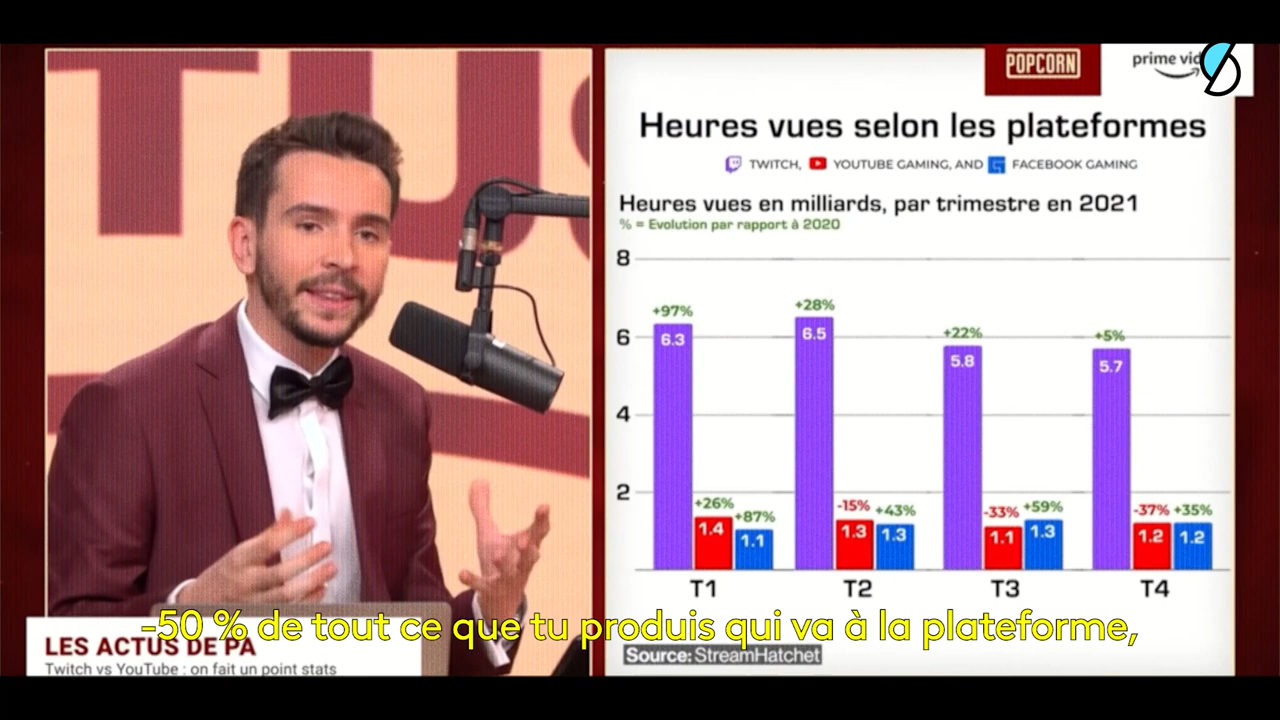 POPCORN
prime vid
Heures vues selon les plateformes
TWITCH, YOUTUBE GAMING, AND FACEBOOK GAMING
Heures vues en milliards, par trimestre en 2021
% = Evolution par rapport à 2020
8
6
4
2
+97%
6.3
+26%
1.4
+87%
1.1
+28%
6.5
-15%
1.3
+43%
1.3
+22%
5.8
-33%
1.1
+59%
1.3
+5%
5.7
-37%
1.2
+35%
1.2
T1 T2 T3 T4
-50 % de tout ce que tu produis qui va à la plateforme,
LES ACTUS DE PA
Twitch vs YouTube : on fait un point stats
Source: StreamHatchet